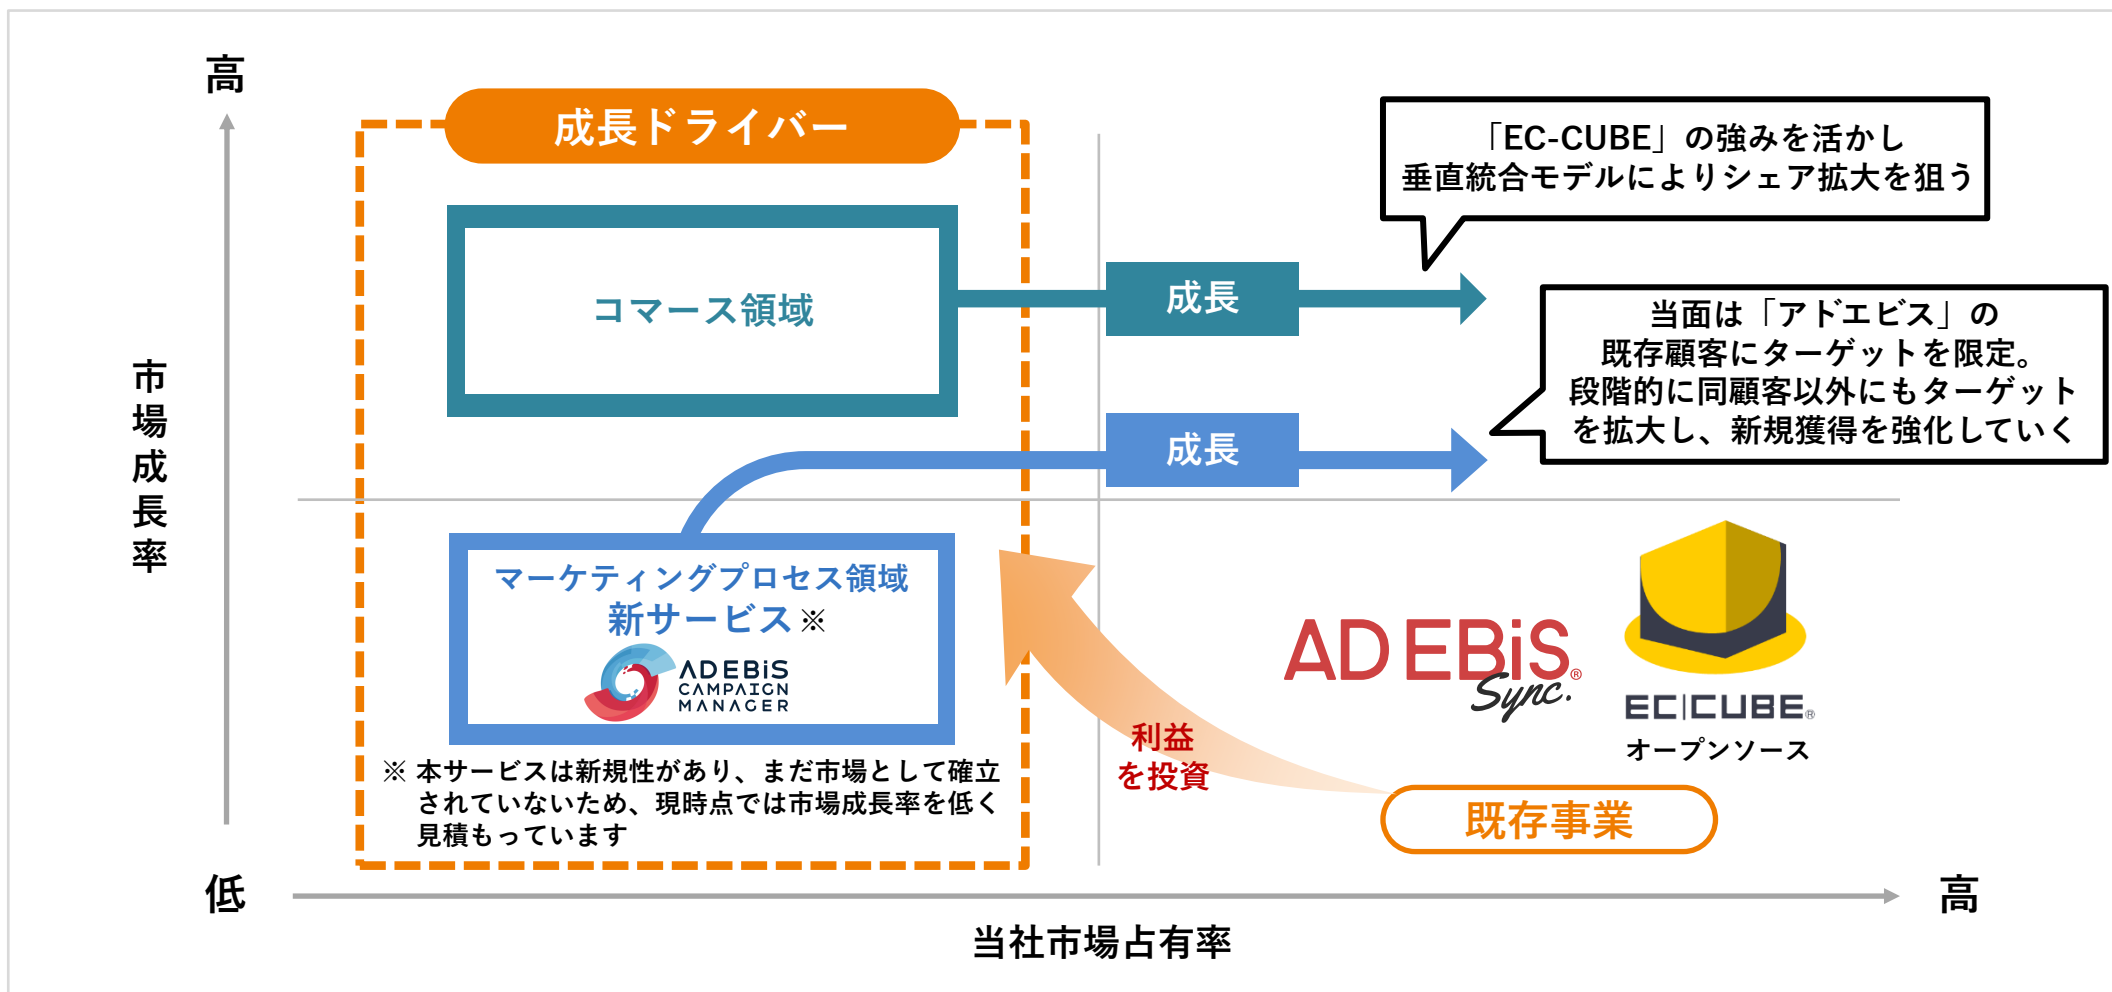 高
成長ドライバー
「EC-CUBE」の強みを活かし
垂直統合モデルによりシェア拡大を狙う
コマース領域
成長
当面は「アドエビス」の
既存顧客にターゲットを限定。
段階的に同顧客以外にもターゲット
を拡大し、新規獲得を強化していく
成長
市場成長率
マーケティングプロセス領域
新サービス※
ADEBiS
CAMPAIGN
MANAGER
※ 本サービスは新規性があり、まだ市場として確立
されていないため、現時点では市場成長率を低く
見積もっています
利益
を投資
AD EBiS®
Sync.
EC|CUBE®
オープンソース
既存事業
低
高
当社市場占有率